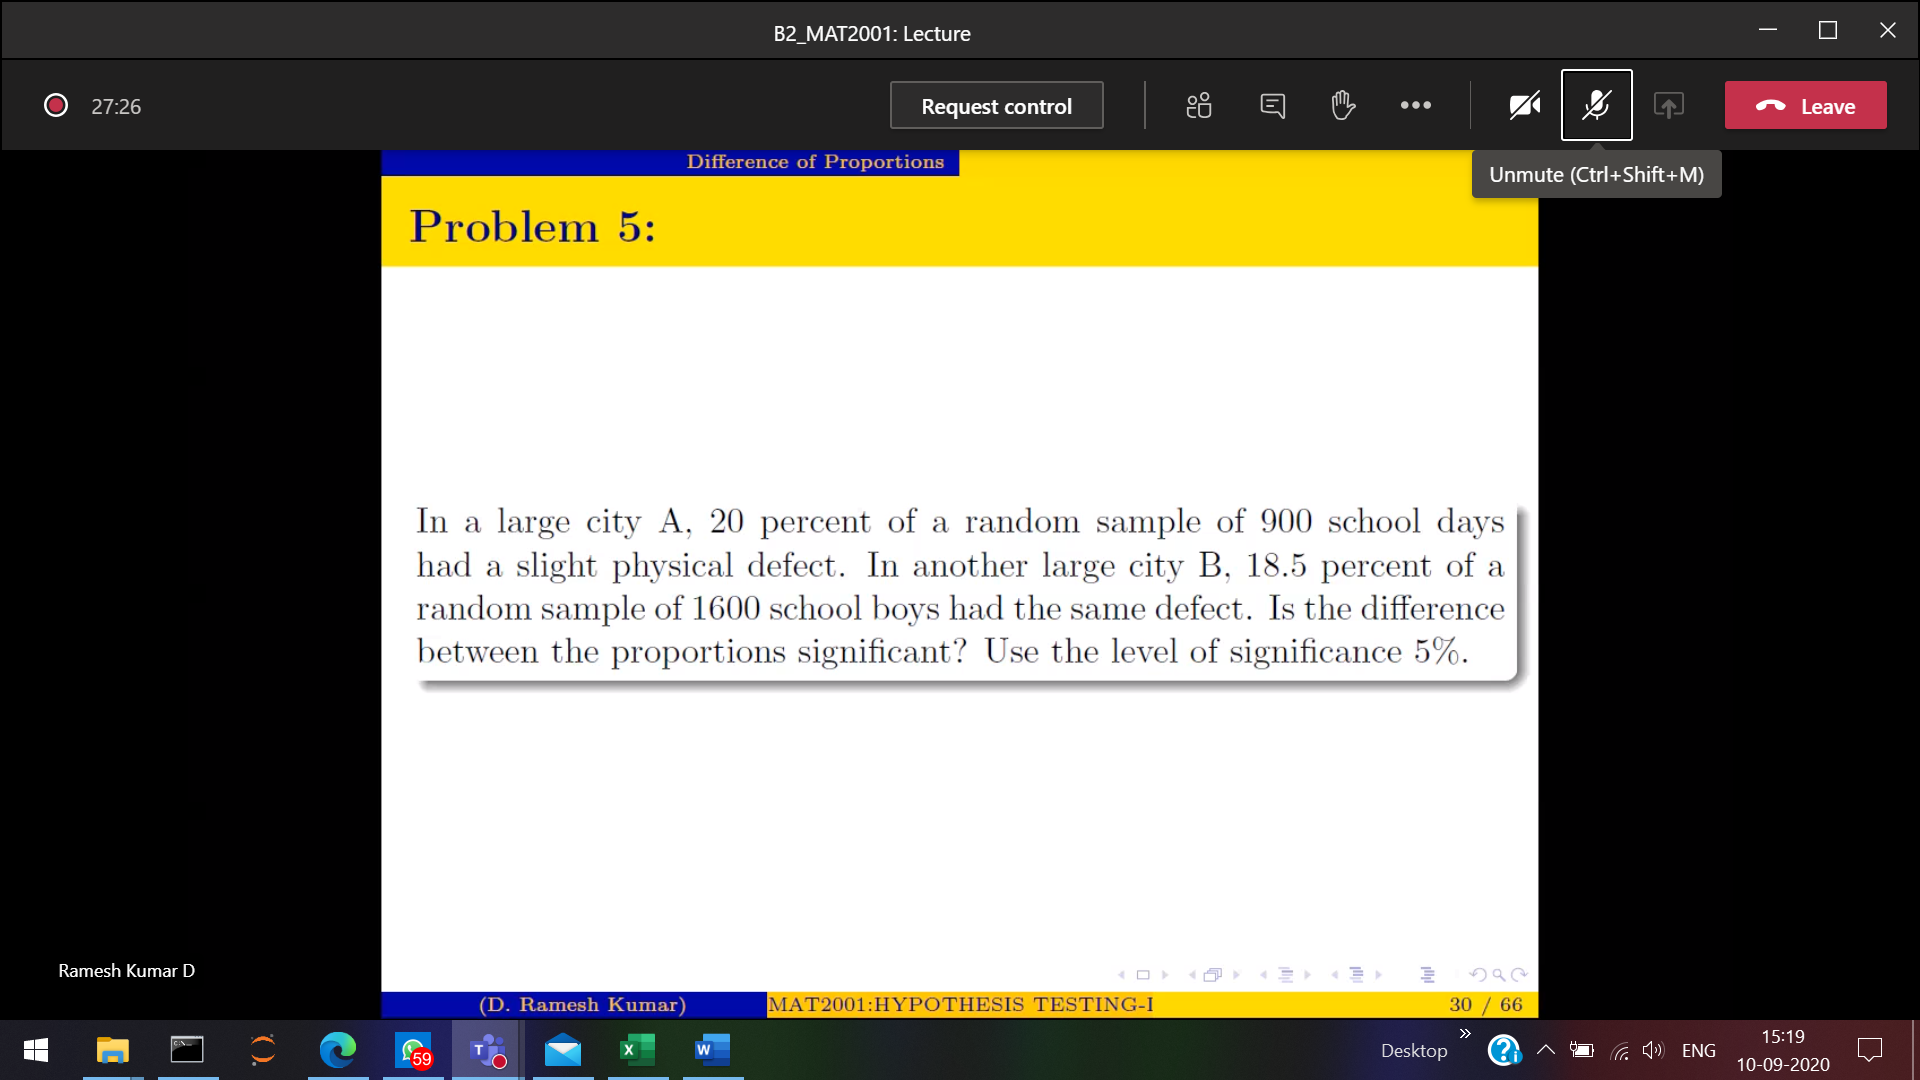 B2_MAT2001: Lecture
27:26
Request control
Leave
Unmute (Ctrl+Shift+M)
Difference of Proportions
Problem 5:
In a large city A, 20 percent of a random sample of 900 school days
had a slight physical defect. In another large city B, 18.5 percent of a
random sample of 1600 school boys had the same defect. Is the difference
between the proportions significant? Use the level of significance 5%.
Ramesh Kumar D
(D. Ramesh Kumar)
MAT2001:HYPOTHESIS TESTING-I
30 / 66
59
Desktop
ENG
15:19
10-09-2020